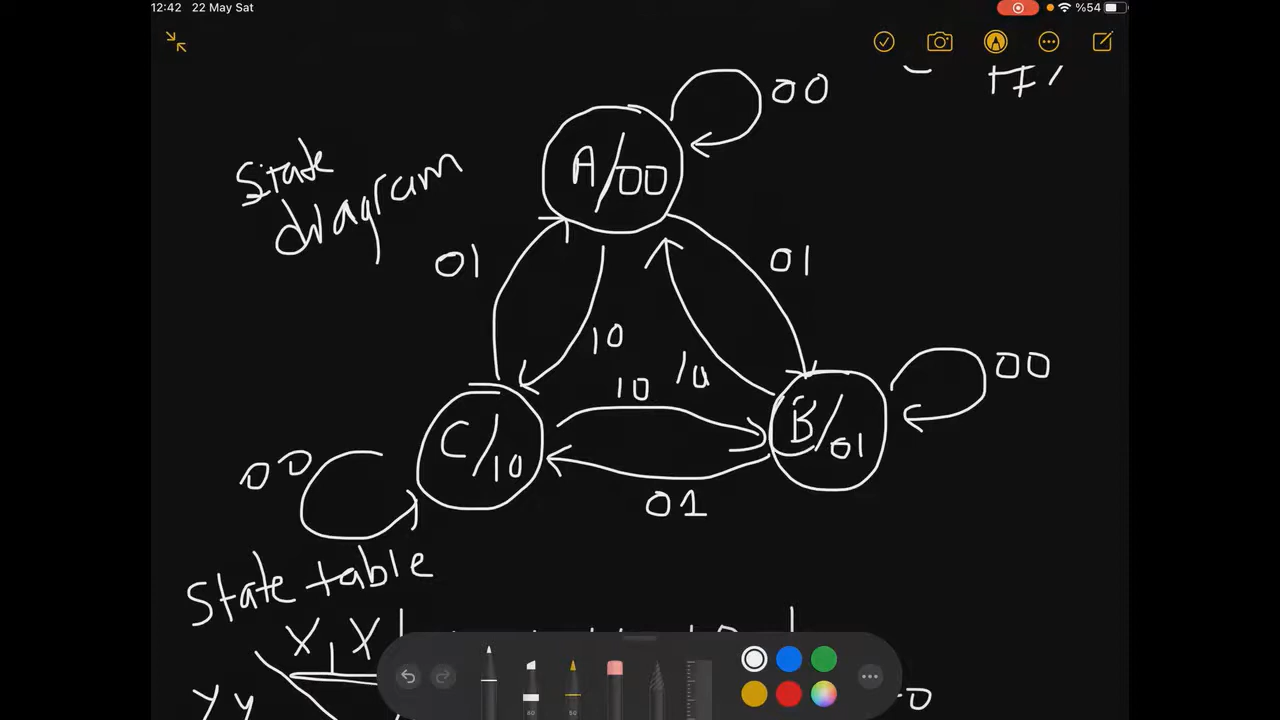 12:42 22 May Sat %54
00
A/00
State
diagram
01
01
10
10
10
00
B/01
C/10
00
01
State table
X₁X